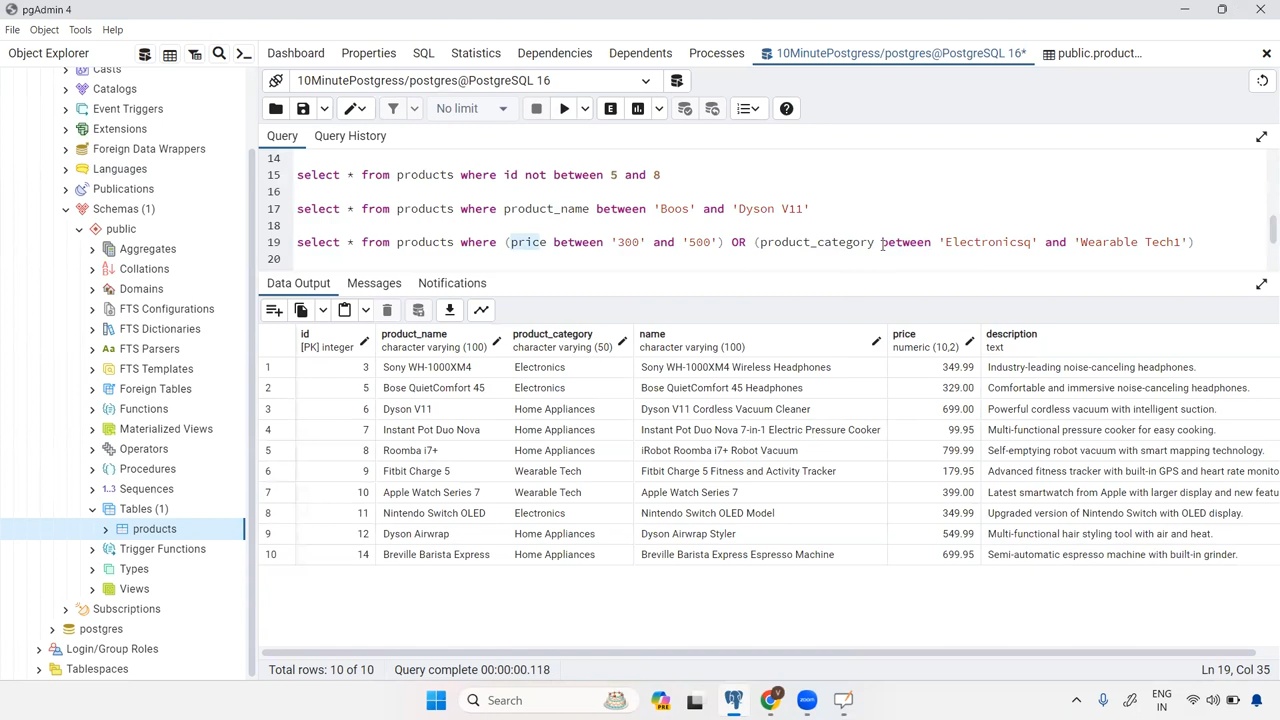 pgAdmin 4
File Object Tools Help
Object Explorer
Dashboard Properties SQL Statistics Dependencies Dependents Processes 10MinutePostgress/postgres@PostgreSQL 16* public.product...
10MinutePostgress/postgres@PostgreSQL 16
No limit
E
Query Query History
14
15 select * from products where id not between 5 and 8
16
17 select * from products where product_name between 'Boos' and 'Dyson V11'
18
19 select * from products where (price between '300' and '500') OR (product_category between 'Electronicsq' and 'Wearable Tech1')
20
Data Output Messages Notifications
id product_name product_category name price description
[PK] integer character varying (100) character varying (50) character varying (100) numeric (10,2) text
1 3 Sony WH-1000XM4 Electronics Sony WH-1000XM4 Wireless Headphones 349.99 Industry-leading noise-canceling headphones.
2 5 Bose QuietComfort 45 Electronics Bose QuietComfort 45 Headphones 329.00 Comfortable and immersive noise-canceling headphones.
3 6 Dyson V11 Home Appliances Dyson V11 Cordless Vacuum Cleaner 699.00 Powerful cordless vacuum with intelligent suction.
4 7 Instant Pot Duo Nova Home Appliances Instant Pot Duo Nova 7-in-1 Electric Pressure Cooker 99.95 Multi-functional pressure cooker for easy cooking.
5 8 Roomba i7+ Home Appliances iRobot Roomba i7+ Robot Vacuum 799.99 Self-emptying robot vacuum with smart mapping technology.
6 9 Fitbit Charge 5 Wearable Tech Fitbit Charge 5 Fitness and Activity Tracker 179.95 Advanced fitness tracker with built-in GPS and heart rate monito
7 10 Apple Watch Series 7 Wearable Tech Apple Watch Series 7 399.00 Latest smartwatch from Apple with larger display and new featu
8 11 Nintendo Switch OLED Electronics Nintendo Switch OLED Model 349.99 Upgraded version of Nintendo Switch with OLED display.
9 12 Dyson Airwrap Home Appliances Dyson Airwrap Styler 549.99 Multi-functional hair styling tool with air and heat.
10 14 Breville Barista Express Home Appliances Breville Barista Express Espresso Machine 699.95 Semi-automatic espresso machine with built-in grinder.
Total rows: 10 of 10 Query complete 00:00:00.118 Ln 19, Col 35
Casts
Catalogs
Event Triggers
Extensions
Foreign Data Wrappers
Languages
Publications
Schemas (1)
public
Aggregates
Collations
Domains
FTS Configurations
FTS Dictionaries
FTS Parsers
FTS Templates
Foreign Tables
Functions
Materialized Views
Operators
Procedures
1..3 Sequences
Tables (1)
products
Trigger Functions
Types
Views
Subscriptions
postgres
Login/Group Roles
Tablespaces
Search
PRE
V
zoom
ENG
IN